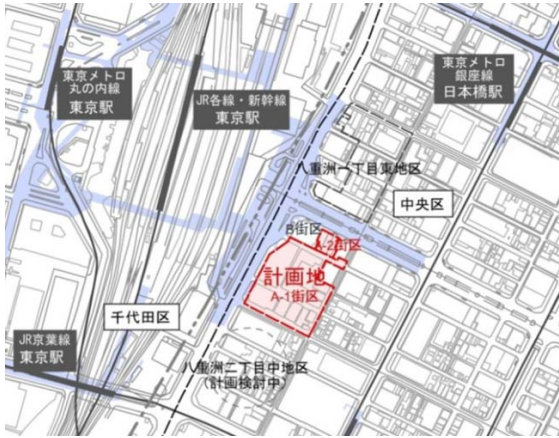 東京メトロ
丸の内線
東京駅
JR各線・新幹線
東京駅
東京メトロ
銀座線
日本橋駅
八重洲一丁目東地区
中央区
B街区
A-2街区
計画地
A-1街区
千代田区
JR京葉線
東京駅
八重洲二丁目中地区
(計画検討中)